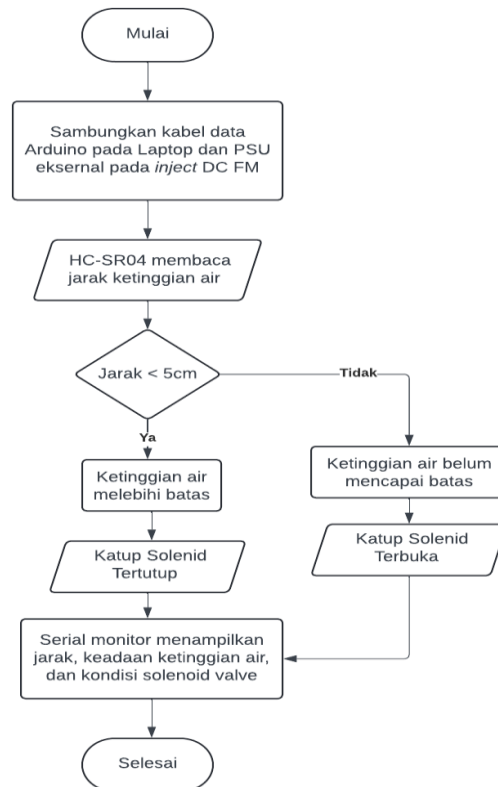 Mulai
Sambungkan kabel data
Arduino pada Laptop dan PSU
eksernal pada inject DC FM
HC-SR04 membaca
jarak ketinggian air
Jarak < 5cm
Tidak
Ya
Ketinggian air
melebihi batas
Ketinggian air belum
mencapai batas
Katup Solenid
Tertutup
Katup Solenid
Terbuka
Serial monitor menampilkan
jarak, keadaan ketinggian air,
dan kondisi solenoid valve
Selesai